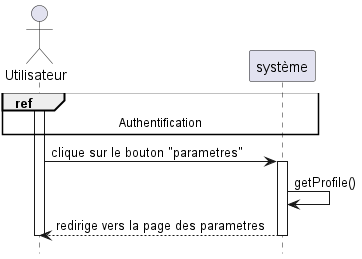 Utilisateur
système
ref
Authentification
clique sur le bouton "parametres"
getProfile()
redirige vers la page des parametres